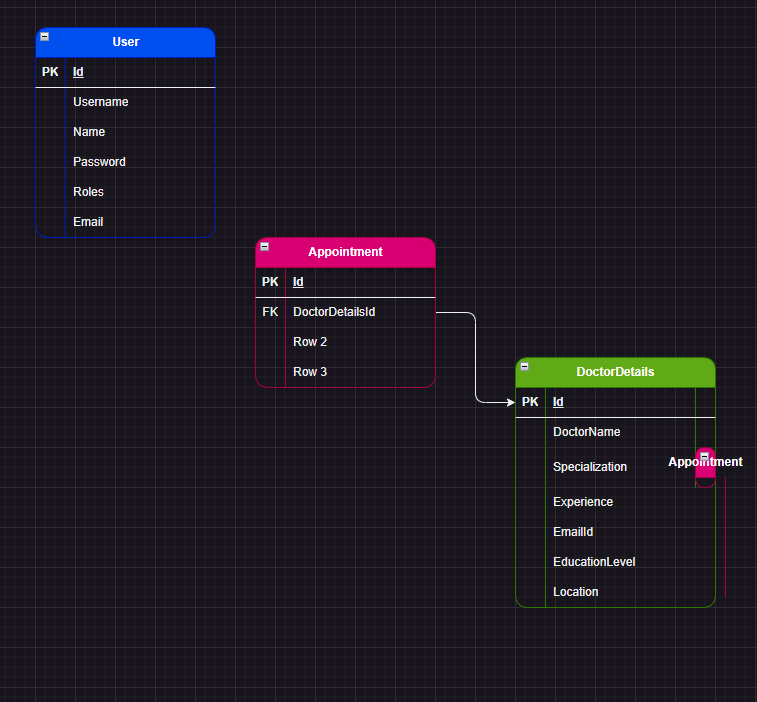 User
PK Id
Username
Name
Password
Roles
Email
Appointment
PK Id
FK DoctorDetailsId
Row 2
Row 3
DoctorDetails
PK Id
DoctorName
Appointment
Specialization
Experience
EmailId
EducationLevel
Location